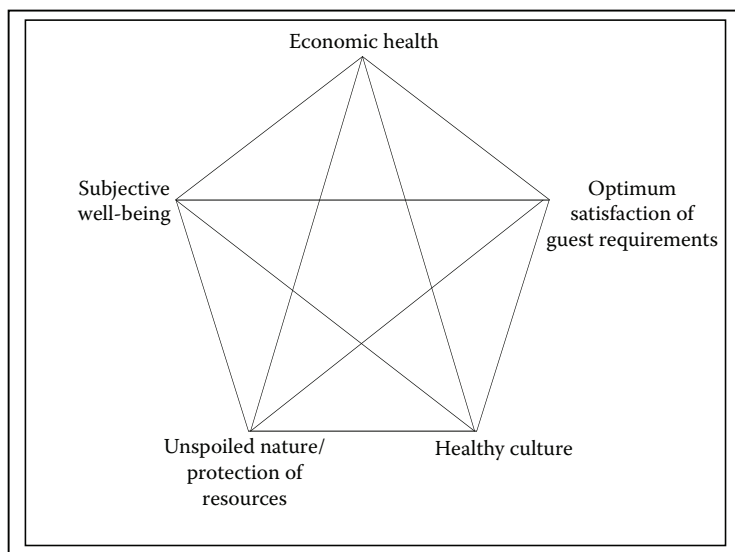 Economic health
Subjective
well-being
Optimum
satisfaction of
guest requirements
Unspoiled nature/
protection of
resources
Healthy culture